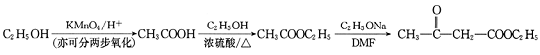 O
C₂H₅OH KMnO₄/H⁺ (亦可分两步氧化) CH₃COOH C₂H₅OH 浓硫酸/△ CH₃COOC₂H₅ C₂H₅ONa DMF CH₃—C—CH₂—COOC₂H₅